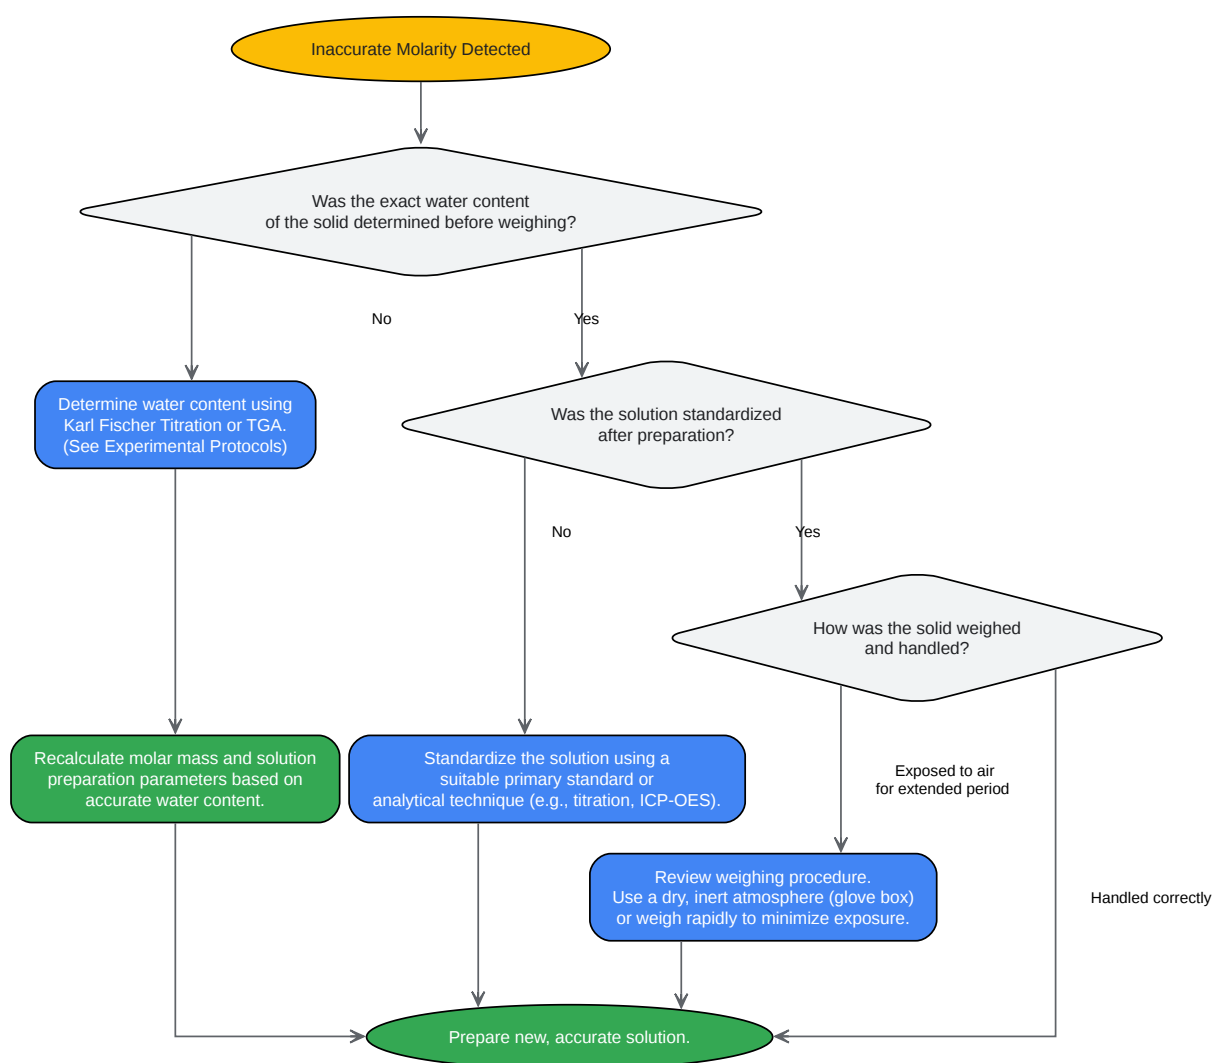 Inaccurate Molarity Detected
Was the exact water content
of the solid determined before weighing?
No
Yes
Determine water content using
Karl Fischer Titration or TGA.
(See Experimental Protocols)
Was the solution standardized
after preparation?
No
Yes
How was the solid weighed
and handled?
Recalculate molar mass and solution
preparation parameters based on
accurate water content.
Standardize the solution using a
suitable primary standard or
analytical technique (e.g., titration, ICP-OES).
Exposed to air
for extended period
Review weighing procedure.
Use a dry, inert atmosphere (glove box)
or weigh rapidly to minimize exposure.
Handled correctly
Prepare new, accurate solution.